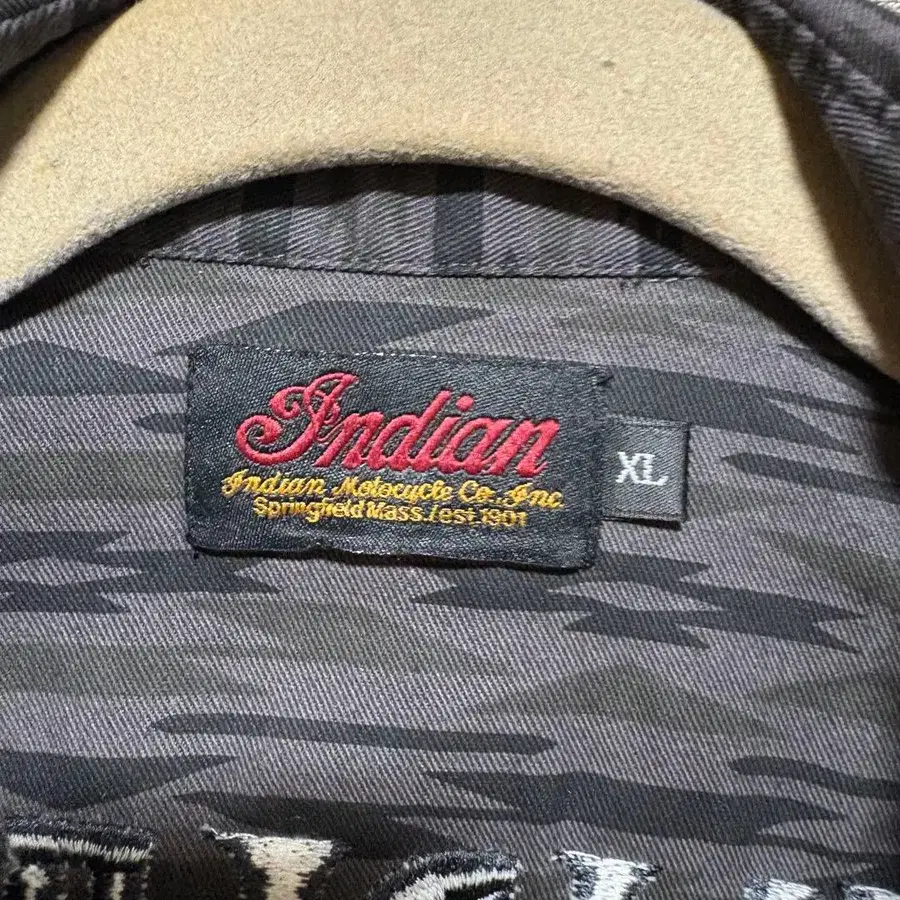 Indian
XL
Indian Motocycle Co.,Inc.
Springfield Mass./est.1901